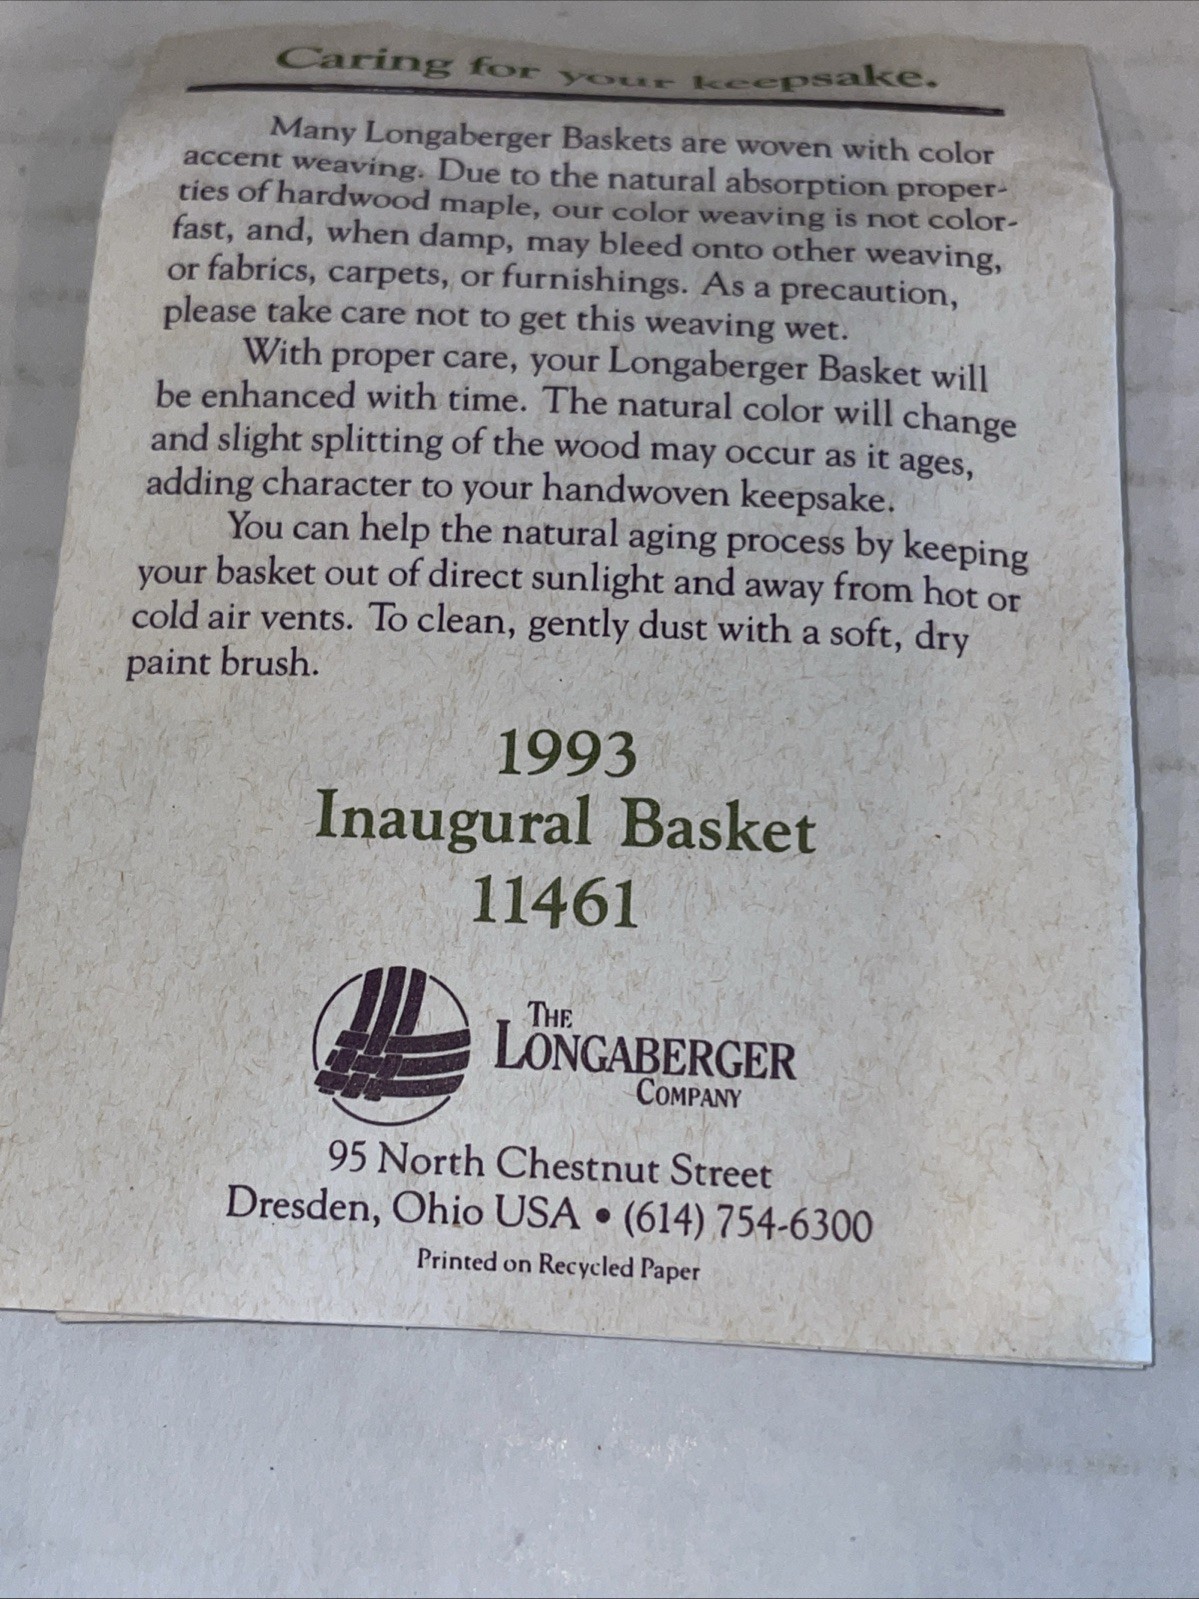 Caring for your keepsake.
Many Longaberger Baskets are woven with color
accent weaving. Due to the natural absorption proper-
ties of hardwood maple, our color weaving is not color-
fast, and, when damp, may bleed onto other weaving,
or fabrics, carpets, or furnishings. As a precaution,
please take care not to get this weaving wet.
With proper care, your Longaberger Basket will
be enhanced with time. The natural color will change
and slight splitting of the wood may occur as it ages,
adding character to your handwoven keepsake.
You can help the natural aging process by keeping
your basket out of direct sunlight and away from hot or
cold air vents. To clean, gently dust with a soft, dry
paint brush.
1993
Inaugural Basket
11461
THE
LONGABERGER
COMPANY
95 North Chestnut Street
Dresden, Ohio USA • (614) 754-6300
Printed on Recycled Paper